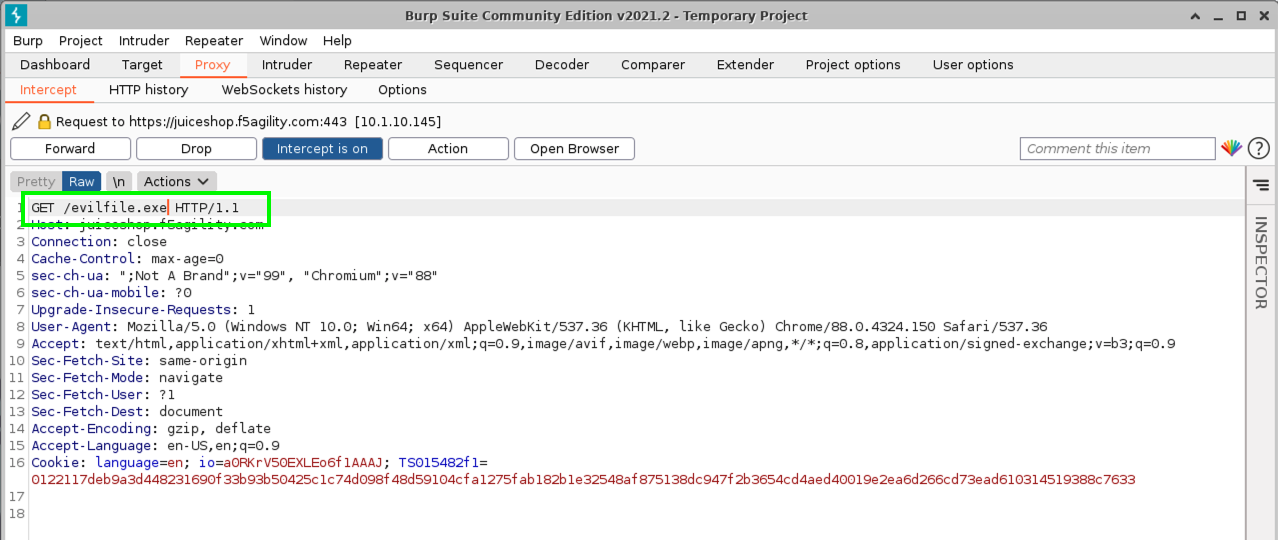 Burp Suite Community Edition v2021.2 - Temporary Project
Burp Project Intruder Repeater Window Help
Dashboard Target Proxy Intruder Repeater Sequencer Decoder Comparer Extender Project options User options
Intercept HTTP history WebSockets history Options
Request to https://juiceshop.f5agility.com:443 [10.1.10.145]
Forward Drop Intercept is on Action Open Browser Comment this item ?
Pretty Raw \n Actions
INSPECTOR
1 GET /evilfile.exe HTTP/1.1
2 Host: juiceshop.f5agility.com
3 Connection: close
4 Cache-Control: max-age=0
5 sec-ch-ua: ";Not A Brand";v="99", "Chromium";v="88"
6 sec-ch-ua-mobile: ?0
7 Upgrade-Insecure-Requests: 1
8 User-Agent: Mozilla/5.0 (Windows NT 10.0; Win64; x64) AppleWebKit/537.36 (KHTML, like Gecko) Chrome/88.0.4324.150 Safari/537.36
9 Accept: text/html,application/xhtml+xml,application/xml;q=0.9,image/avif,image/webp,image/apng,*/*;q=0.8,application/signed-exchange;v=b3;q=0.9
10 Sec-Fetch-Site: same-origin
11 Sec-Fetch-Mode: navigate
12 Sec-Fetch-User: ?1
13 Sec-Fetch-Dest: document
14 Accept-Encoding: gzip, deflate
15 Accept-Language: en-US,en;q=0.9
16 Cookie: language=en; io=a0RKrV50EXLEo6f1AAAJ; TS015482f1=
0122117deb9a3d448231690f33b93b50425c1c74d098f48d59104cfa1275fab182b1e32548af875138dc947f2b3654cd4aed40019e2ea6d266cd73ead610314519388c7633
17
18